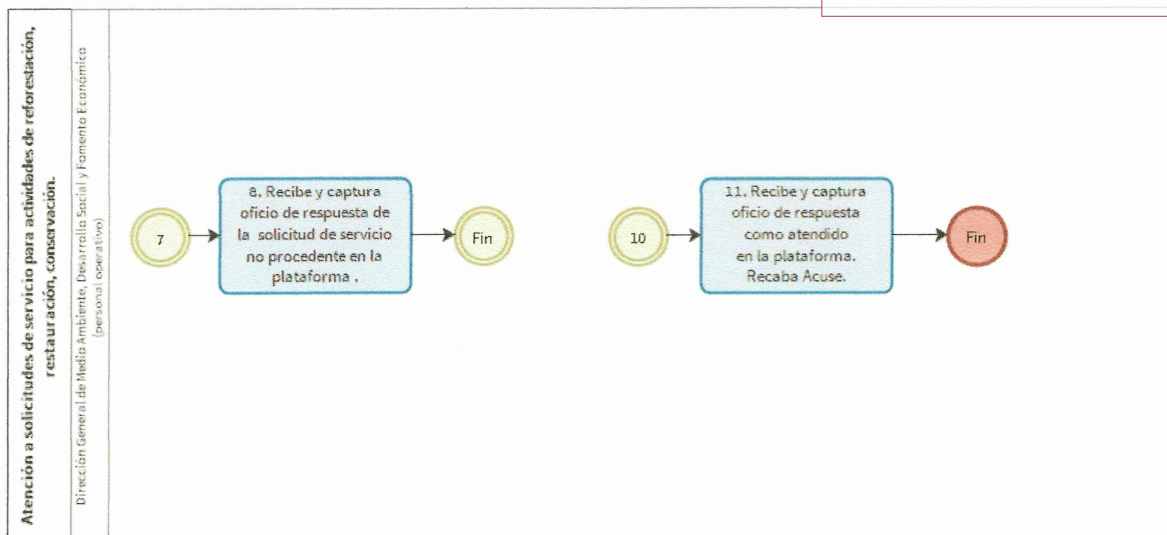 Atención a solicitudes de servicio para actividades de reforestación,
restauración, conservación.
Dirección General de Medio Ambiente, Desarrollo Social y Fomento Económico
(personal operativo)
7
8. Recibe y captura
oficio de respuesta de
la solicitud de servicio
no procedente en la
plataforma .
Fin
10
11. Recibe y captura
oficio de respuesta
como atendido
en la plataforma.
Recaba Acuse.
Fin